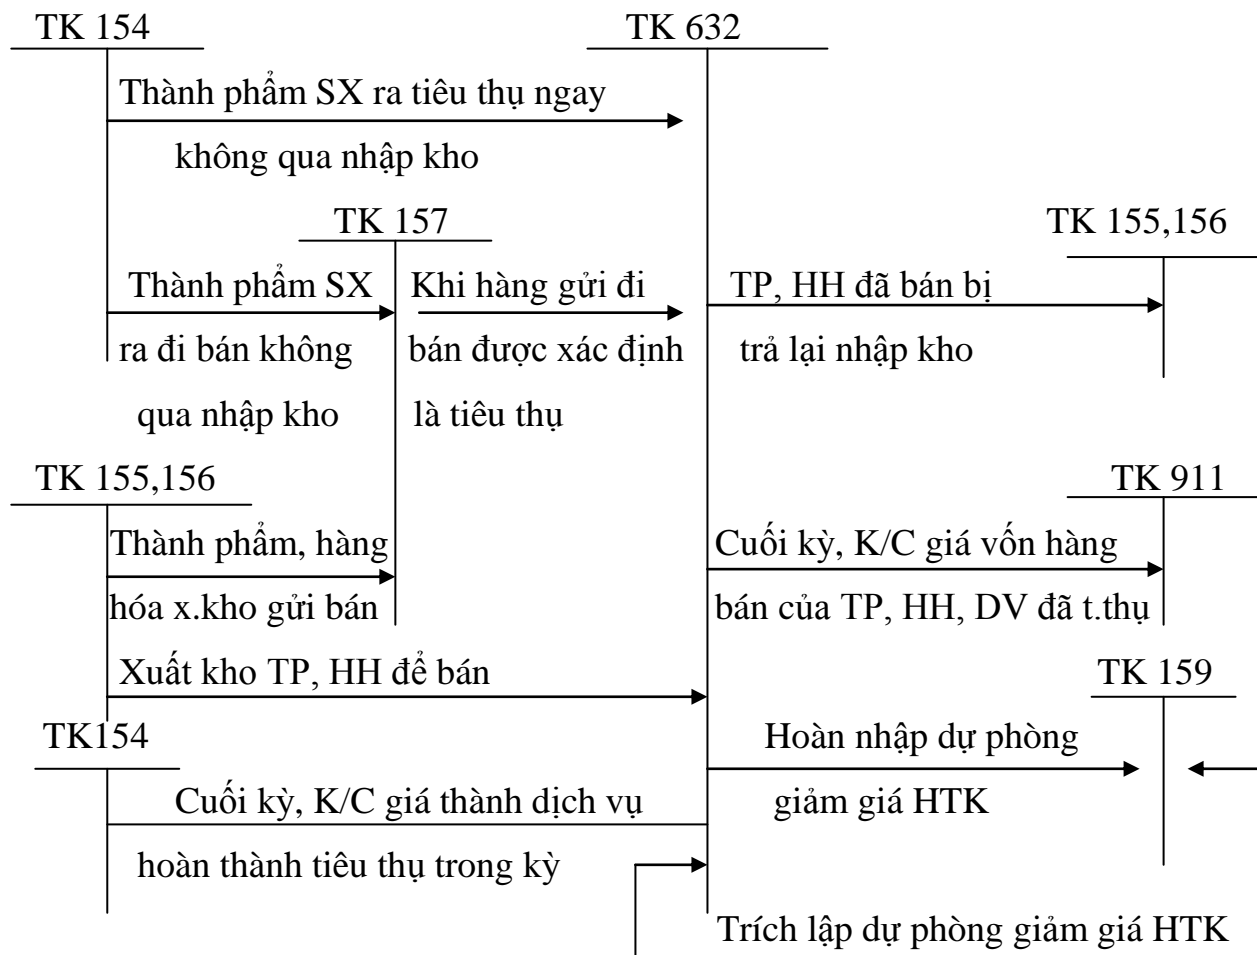 TK 154
TK 632
Thành phẩm SX ra tiêu thụ ngay
không qua nhập kho
TK 157
TK 155,156
Thành phẩm SX
Khi hàng gửi đi
TP, HH đã bán bị
ra đi bán không
bán được xác định
trả lại nhập kho
qua nhập kho
là tiêu thụ
TK 155,156
TK 911
Thành phẩm, hàng
Cuối kỳ, K/C giá vốn hàng
hóa x.kho gửi bán
bán của TP, HH, DV đã t.thụ
Xuất kho TP, HH để bán
TK 159
TK154
Hoàn nhập dự phòng
Cuối kỳ, K/C giá thành dịch vụ
giảm giá HTK
hoàn thành tiêu thụ trong kỳ
Trích lập dự phòng giảm giá HTK